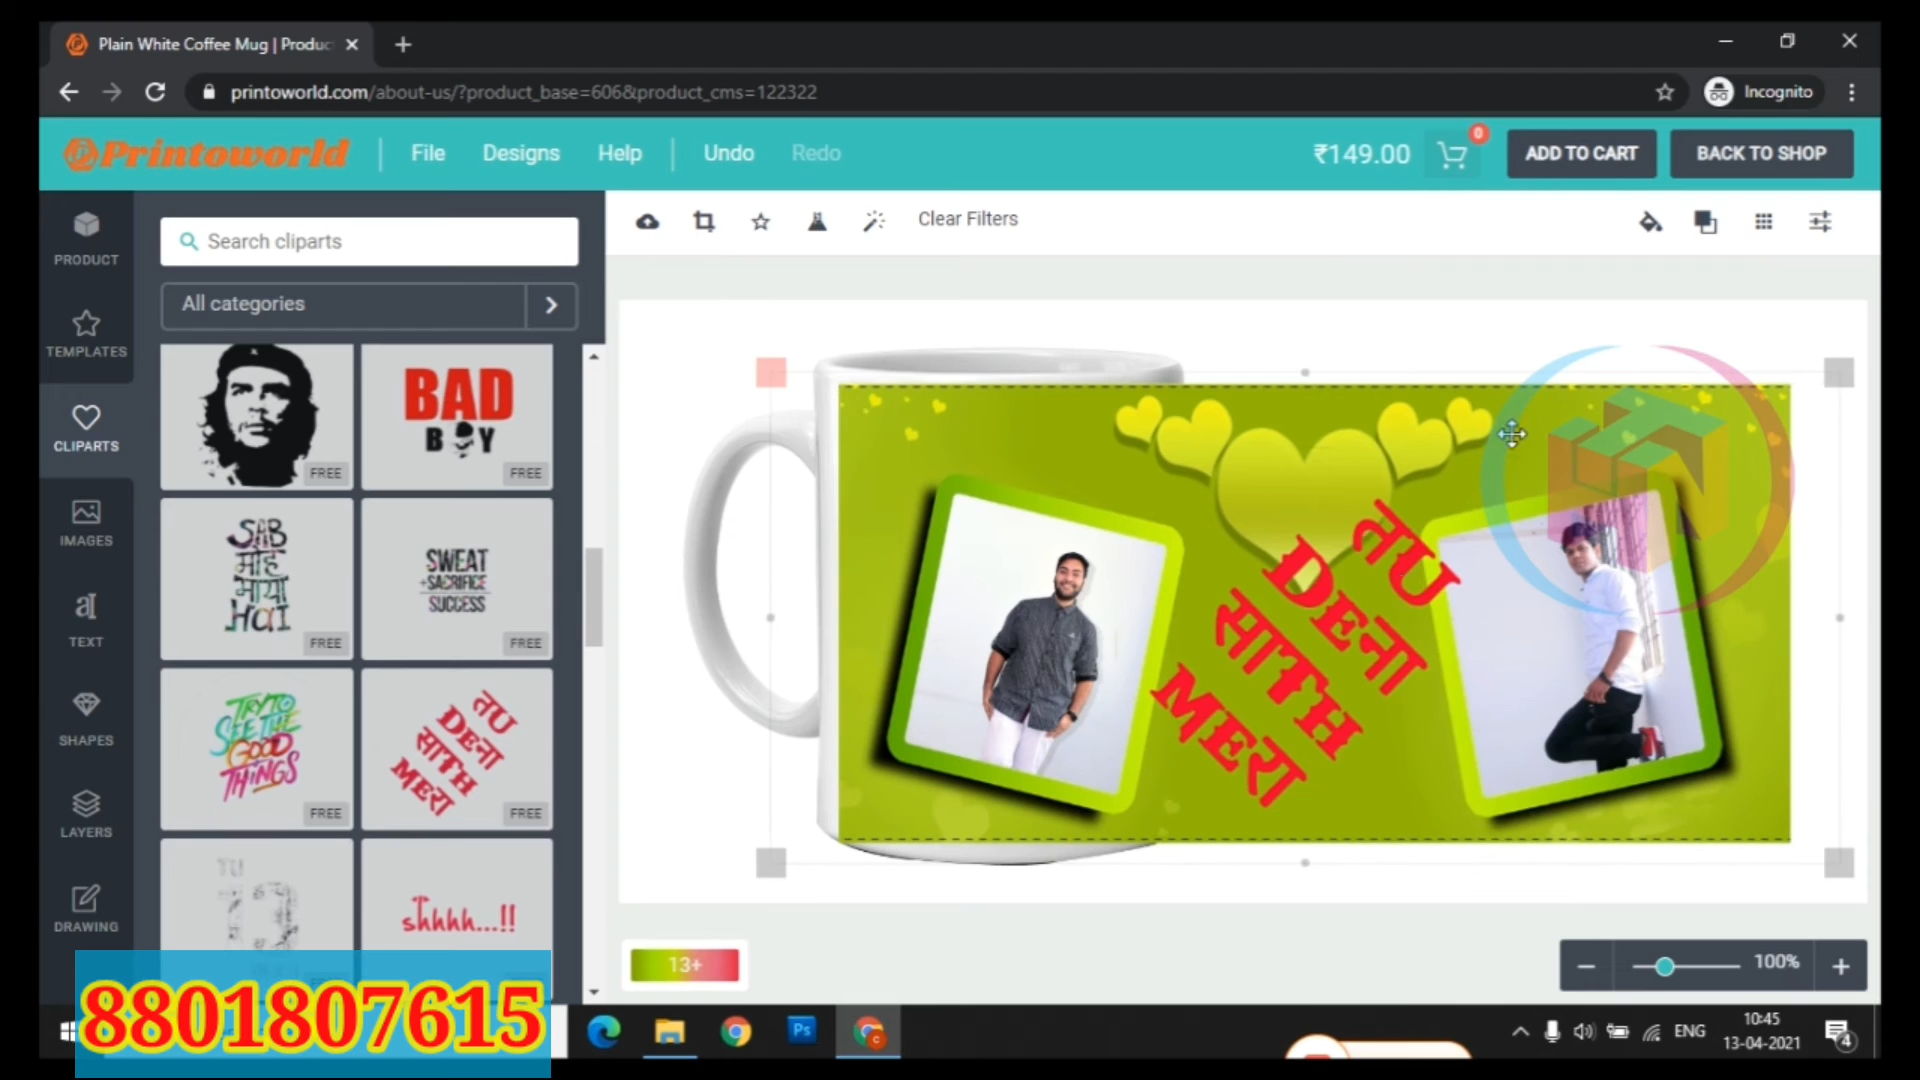 Plain White Coffee Mug | Produc
printoworld.com/about-us/?product_base=606&product_cms=122322
Incognito
Printoworld
File
Designs
Help
Undo
Redo
₹149.00
0
ADD TO CART
BACK TO SHOP
PRODUCT
TEMPLATES
CLIPARTS
IMAGES
TEXT
SHAPES
LAYERS
DRAWING
Search cliparts
All categories
Clear Filters
FREE
BAD
BOY
FREE
SAB
मोह
माया
HAI
FREE
SWEAT
+SACRIFICE
SUCCESS
FREE
TRY TO
SEE THE
GOOD
THINGS
FREE
तU
DEना
साTH
MEरा
FREE
TU
shhhh...!!
तU
DEना
साTH
MEरा
13+
100%
8801807615
Ps
ENG
10:45
13-04-2021
4